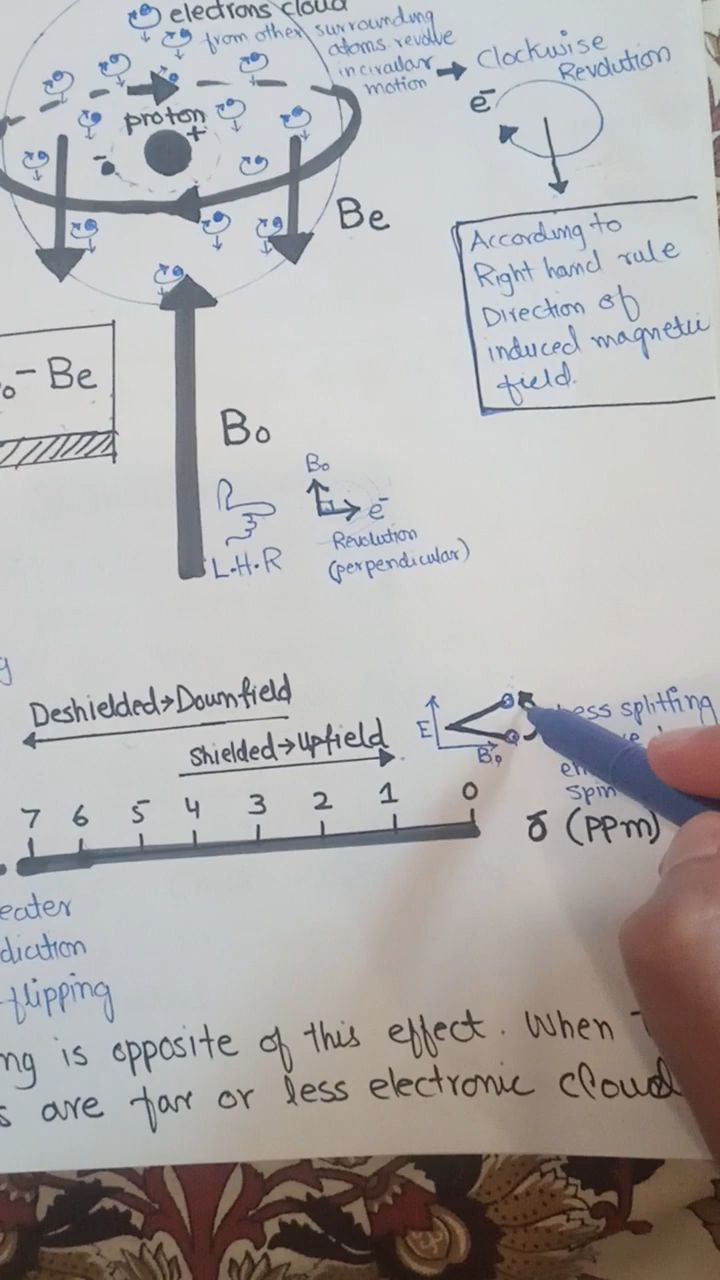 electrons cloud
from other surrounding
atoms revolve
in circular
motion
Clockwise
Revolution
e⁻
proton
+
-
Be
According to
Right hand rule
Direction of
induced magnetic
field.
- Be
Bo
Bo
e⁻
L.H.R
Revolution
(perpendicular)
Deshielded→Downfield
Shielded→Upfield
E
Bo
splitting
spin
7 6 5 4 3 2 1 0
δ (PPm)
eater
diation
flipping
ng is opposite of this effect. When
s are far or less electronic cloud